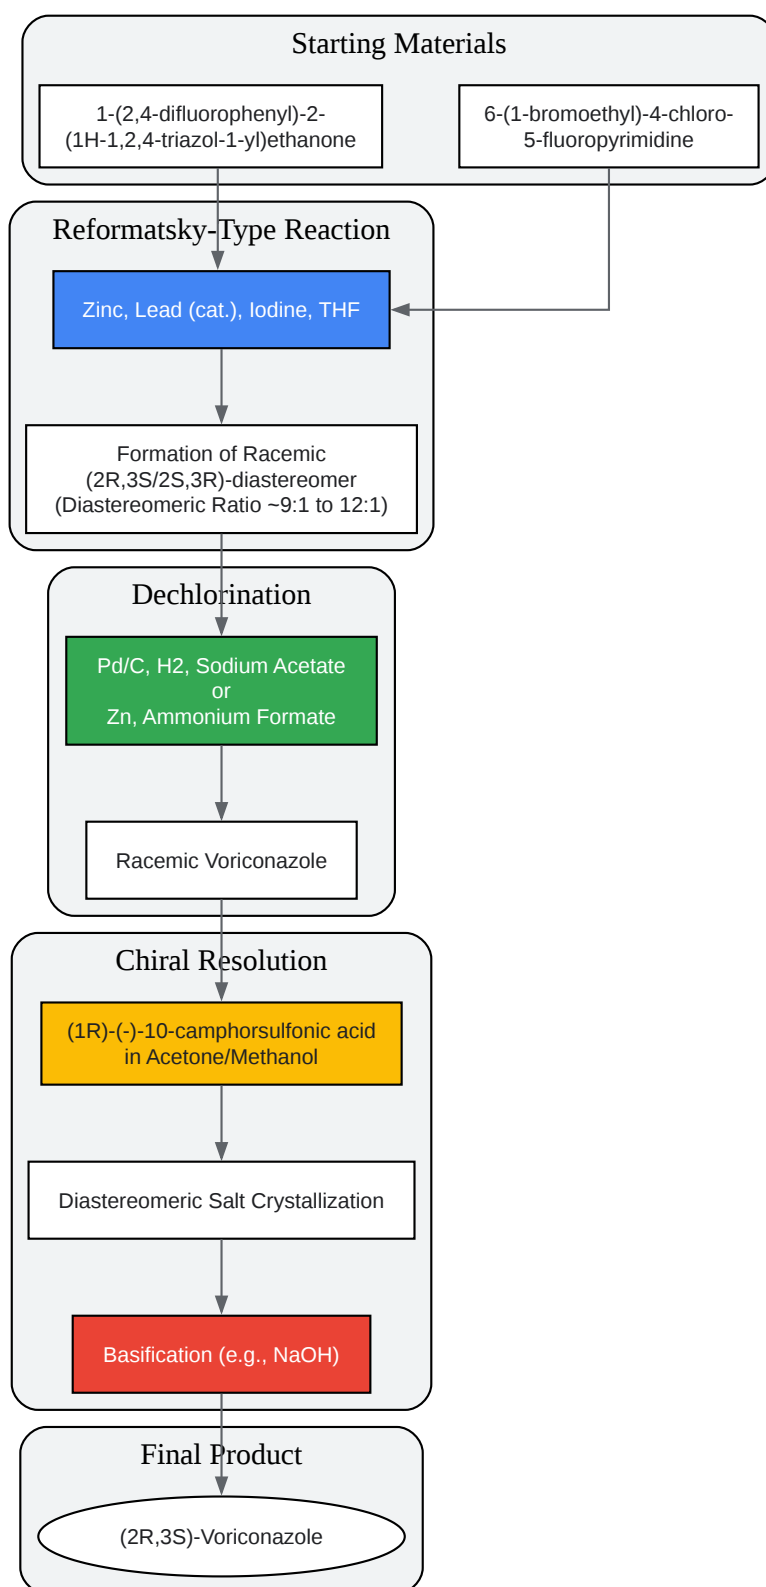 Starting Materials
1-(2,4-difluorophenyl)-2-
(1H-1,2,4-triazol-1-yl)ethanone
6-(1-bromoethyl)-4-chloro-
5-fluoropyrimidine
Reformatsky-Type Reaction
Zinc, Lead (cat.), Iodine, THF
Formation of Racemic
(2R,3S/2S,3R)-diastereomer
(Diastereomeric Ratio ~9:1 to 12:1)
Dechlorination
Pd/C, H2, Sodium Acetate
or
Zn, Ammonium Formate
Racemic Voriconazole
Chiral Resolution
(1R)-(-)-10-camphorsulfonic acid
in Acetone/Methanol
Diastereomeric Salt Crystallization
Basification (e.g., NaOH)
Final Product
(2R,3S)-Voriconazole